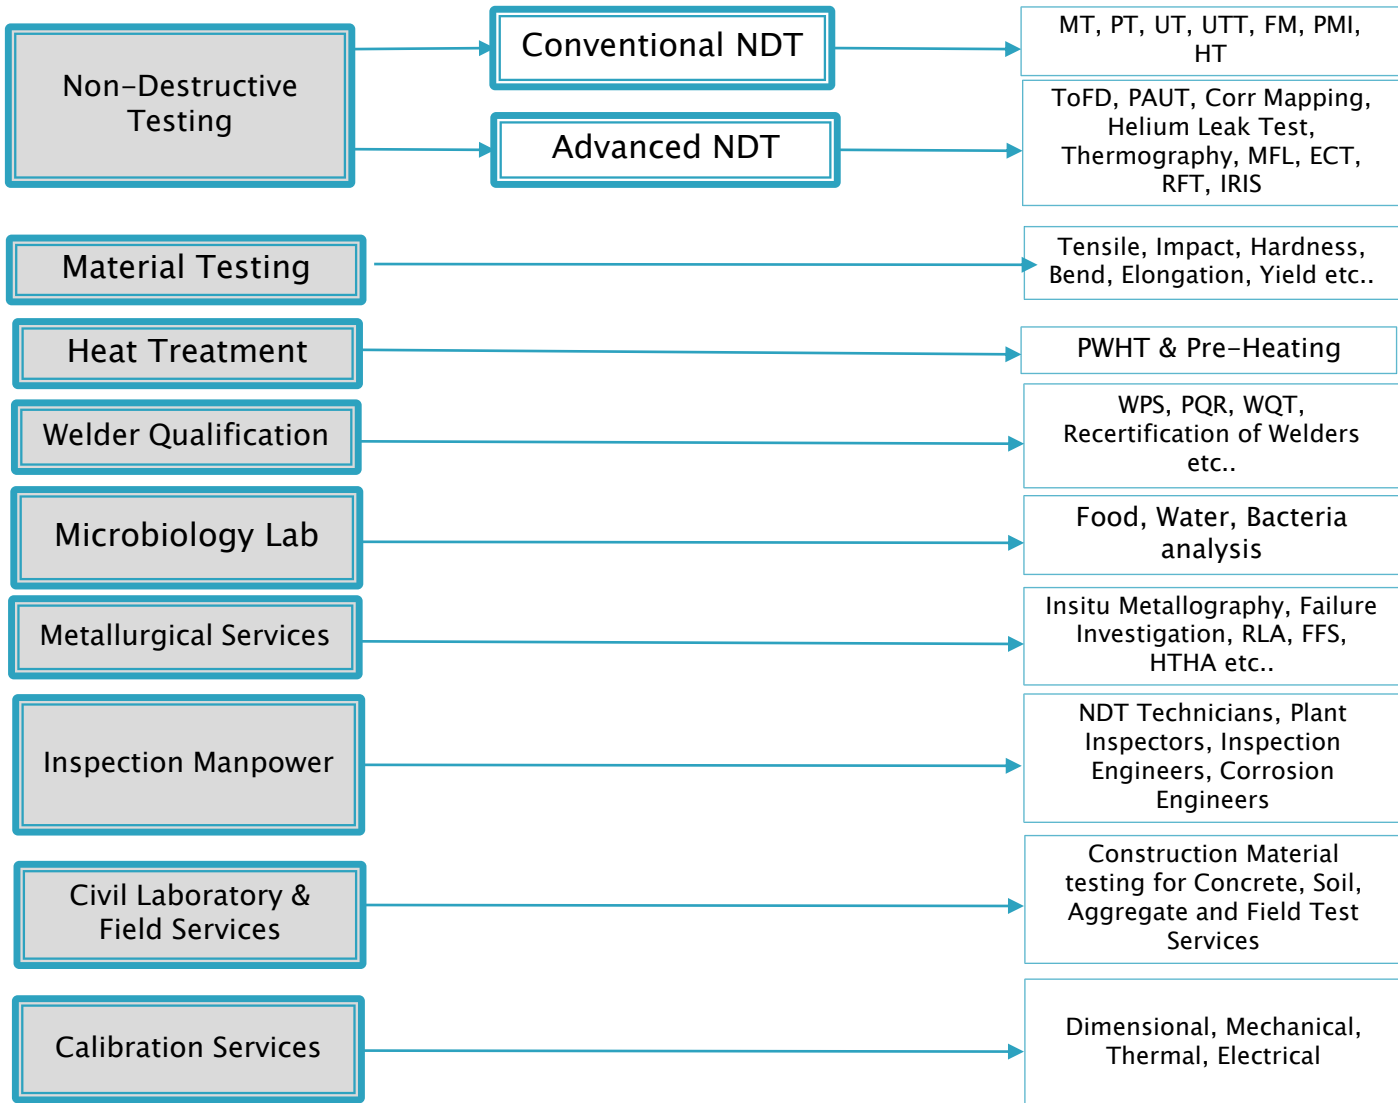 Non-Destructive
Testing
Conventional NDT
MT, PT, UT, UTT, FM, PMI,
HT
Advanced NDT
ToFD, PAUT, Corr Mapping,
Helium Leak Test,
Thermography, MFL, ECT,
RFT, IRIS
Material Testing
Tensile, Impact, Hardness,
Bend, Elongation, Yield etc..
Heat Treatment
PWHT & Pre-Heating
Welder Qualification
WPS, PQR, WQT,
Recertification of Welders
etc..
Microbiology Lab
Food, Water, Bacteria
analysis
Metallurgical Services
Insitu Metallography, Failure
Investigation, RLA, FFS,
HTHA etc..
Inspection Manpower
NDT Technicians, Plant
Inspectors, Inspection
Engineers, Corrosion
Engineers
Civil Laboratory &
Field Services
Construction Material
testing for Concrete, Soil,
Aggregate and Field Test
Services
Calibration Services
Dimensional, Mechanical,
Thermal, Electrical